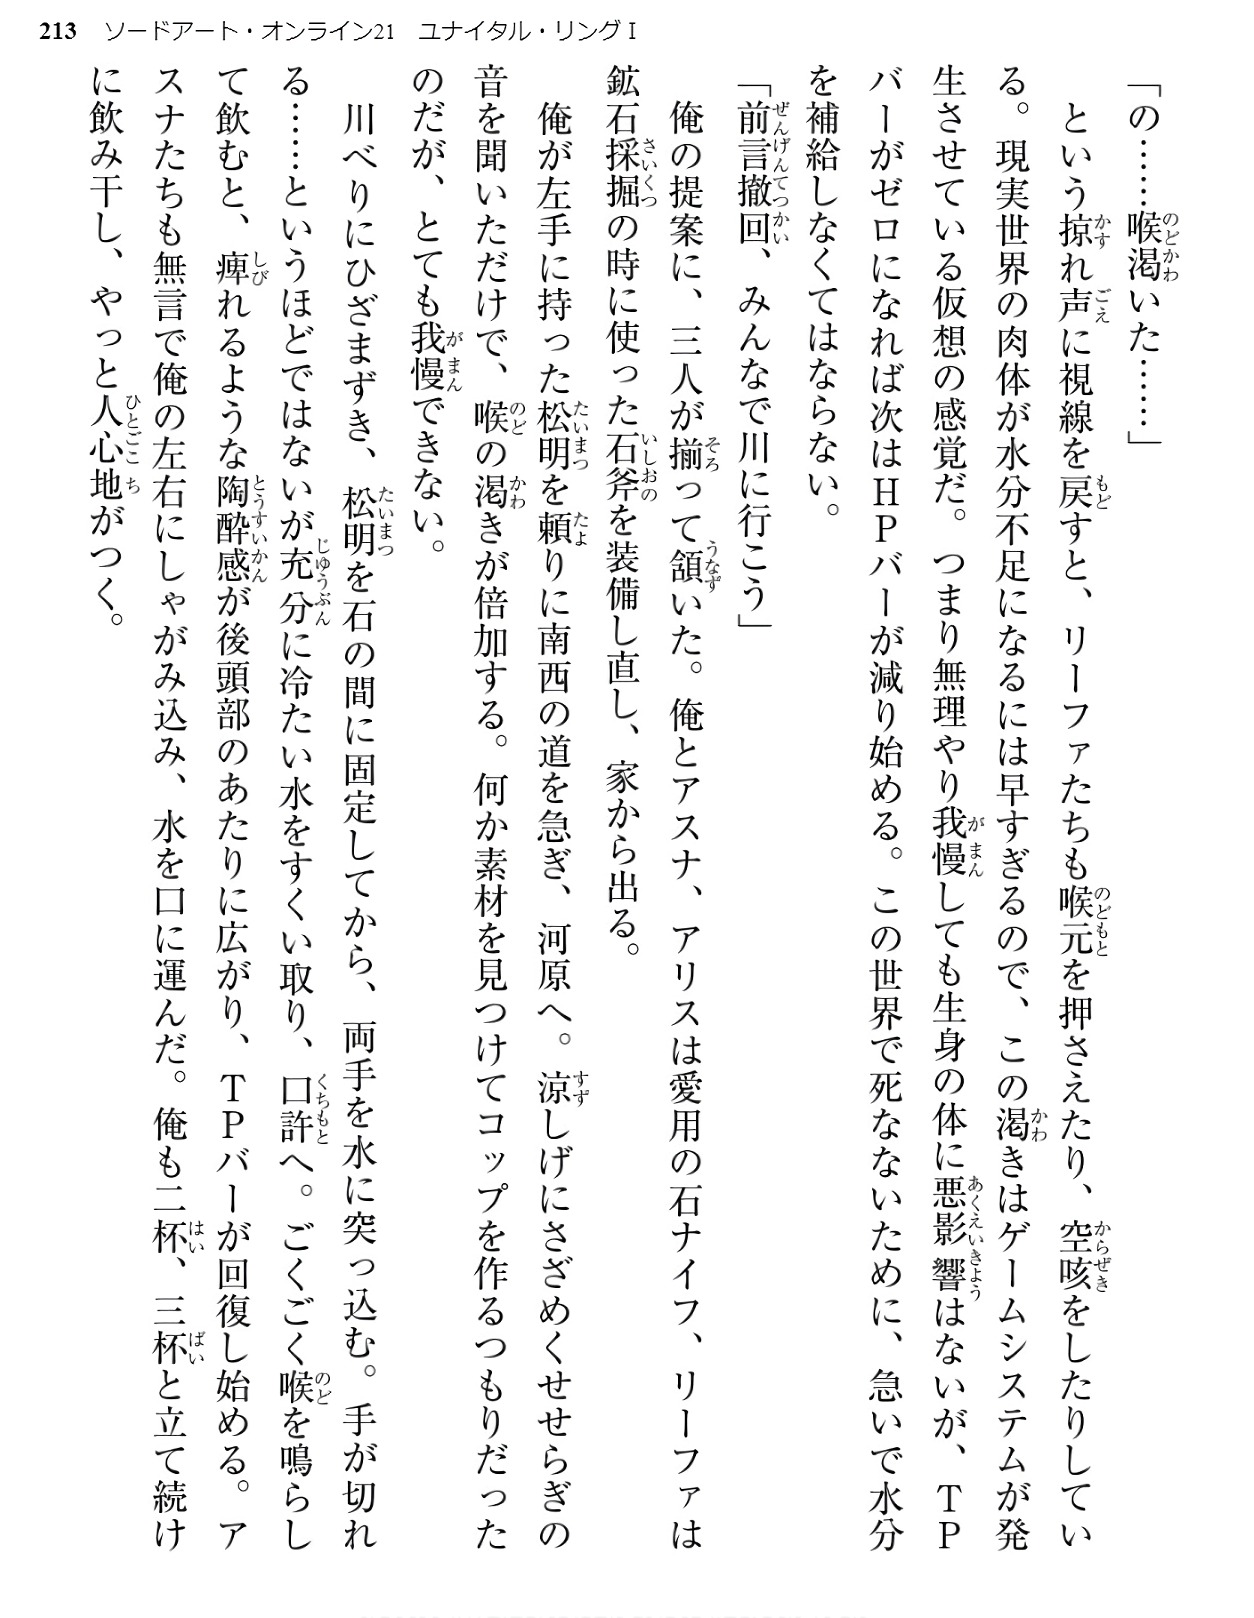 213 ソードアート・オンライン21 ユナイタル・リングⅠ
「の……喉渇いた……」
という掠れ声に視線を戻すと、リーファたちも喉元を押さえたり、空咳をしたりしてい
る。現実世界の肉体が水分不足になるには早すぎるので、この渇きはゲームシステムが発
生させている仮想の感覚だ。つまり無理やり我慢しても生身の体に悪影響はないが、TP
バーがゼロになれば次はHPバーが減り始める。この世界で死なないために、急いで水分
を補給しなくてはならない。
「前言撤回、みんなで川に行こう」
俺の提案に、三人が揃って頷いた。俺とアスナ、アリスは愛用の石ナイフ、リーファは
鉱石採掘の時に使った石斧を装備し直し、家から出る。
俺が左手に持った松明を頼りに南西の道を急ぎ、河原へ。涼しげにさざめくせせらぎの
音を聞いただけで、喉の渇きが倍加する。何か素材を見つけてコップを作るつもりだった
のだが、とても我慢できない。
川べりにひざまずき、松明を石の間に固定してから、両手を水に突っ込む。手が切れ
る……というほどではないが充分に冷たい水をすくい取り、口許へ。ごくごく喉を鳴らし
て飲むと、痺れるような陶酔感が後頭部のあたりに広がり、TPバーが回復し始める。ア
スナたちも無言で俺の左右にしゃがみ込み、水を口に運んだ。俺も二杯、三杯と立て続け
に飲み干し、やっと人心地がつく。